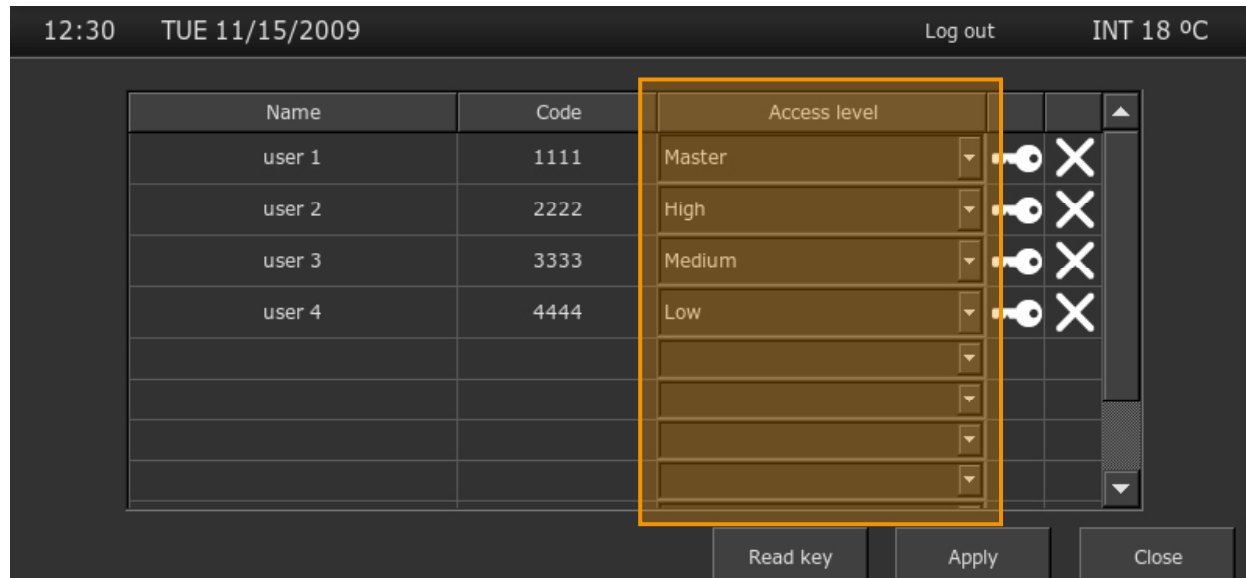 12:30 TUE 11/15/2009 Log out INT 18 ºC
Name Code Access level
user 1 1111 Master
user 2 2222 High
user 3 3333 Medium
user 4 4444 Low
Read key Apply Close